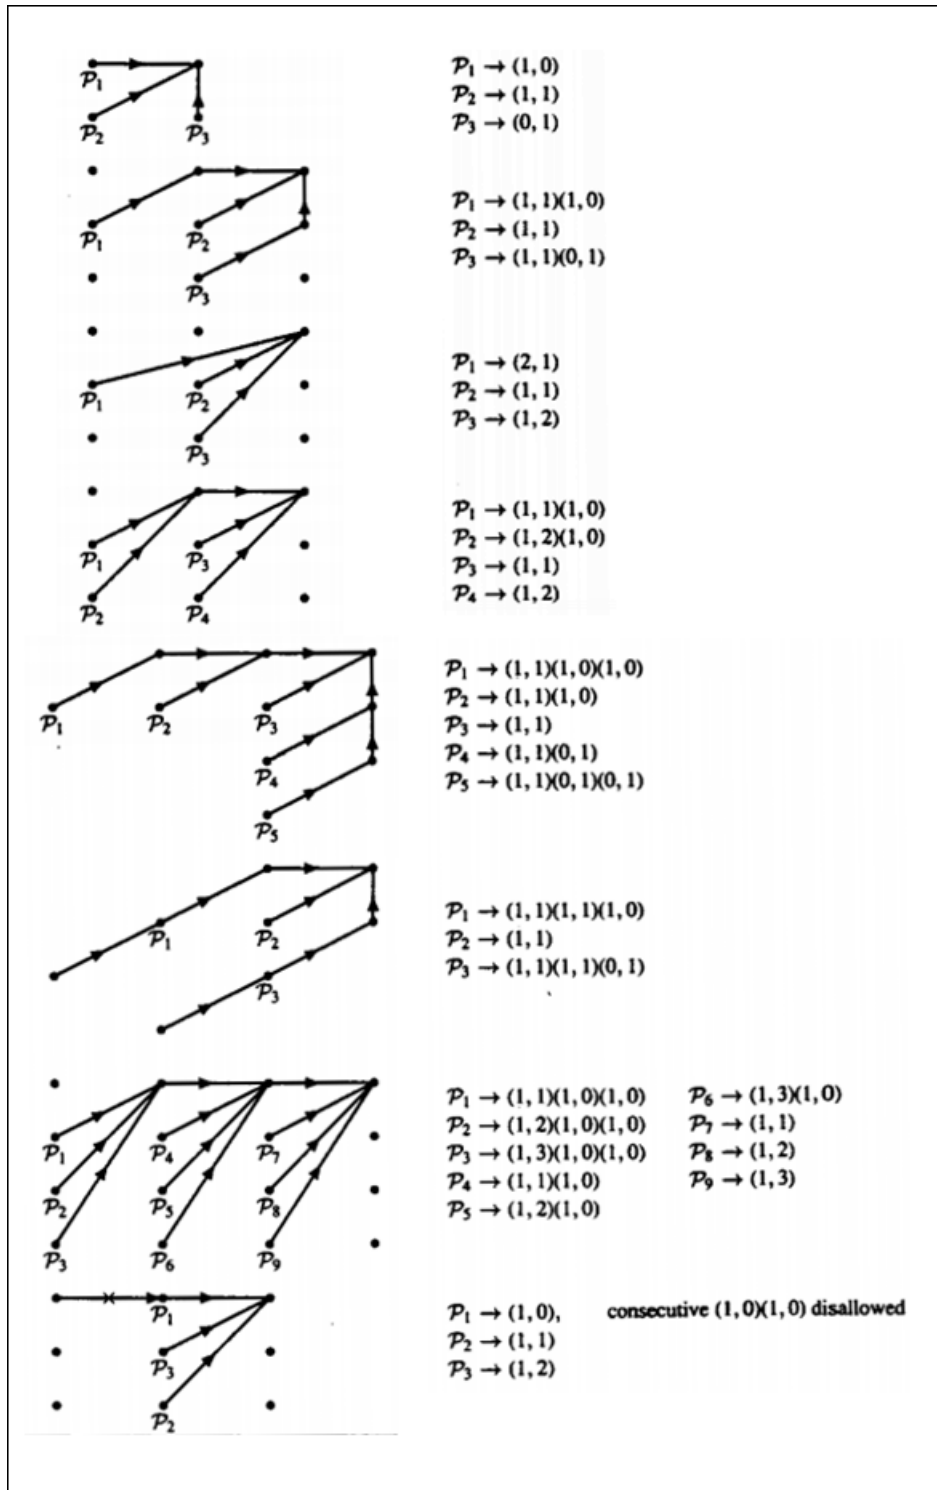 P₁ P₁ → (1, 0)
P₂ → (1, 1)
P₂ P₃ P₃ → (0, 1)
P₁ → (1, 1)(1, 0)
P₁ P₂ P₂ → (1, 1)
P₃ P₃ → (1, 1)(0, 1)
P₁ → (2, 1)
P₁ P₂ P₂ → (1, 1)
P₃ P₃ → (1, 2)
P₁ → (1, 1)(1, 0)
P₁ P₃ P₂ → (1, 2)(1, 0)
P₃ → (1, 1)
P₂ P₄ P₄ → (1, 2)
P₁ → (1, 1)(1, 0)(1, 0)
P₁ P₂ P₃ P₂ → (1, 1)(1, 0)
P₃ → (1, 1)
P₄ P₄ → (1, 1)(0, 1)
P₅ P₅ → (1, 1)(0, 1)(0, 1)
P₁ → (1, 1)(1, 1)(1, 0)
P₁ P₂ P₂ → (1, 1)
P₃ P₃ → (1, 1)(1, 1)(0, 1)
P₁ → (1, 1)(1, 0)(1, 0) P₆ → (1, 3)(1, 0)
P₁ P₄ P₇ P₂ → (1, 2)(1, 0)(1, 0) P₇ → (1, 1)
P₃ → (1, 3)(1, 0)(1, 0) P₈ → (1, 2)
P₂ P₅ P₈ P₄ → (1, 1)(1, 0) P₉ → (1, 3)
P₅ → (1, 2)(1, 0)
P₃ P₆ P₉
P₁ P₁ → (1, 0), consecutive (1, 0)(1, 0) disallowed
P₃ P₂ → (1, 1)
P₂ P₃ → (1, 2)